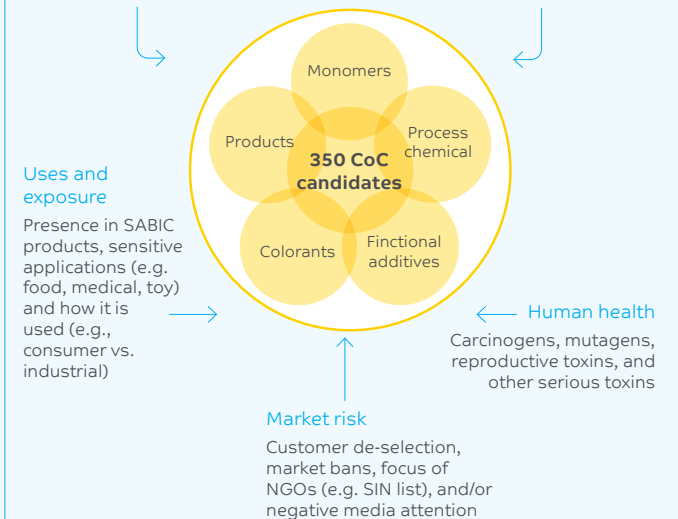 Monomers
Products
Process
chemical
350 CoC
candidates
Colorants
Finctional
additives
Uses and
exposure
Presence in SABIC
products, sensitive
applications (e.g.
food, medical, toy)
and how it is
used (e.g.,
consumer vs.
industrial)
Human health
Carcinogens, mutagens,
reproductive toxins, and
other serious toxins
Market risk
Customer de-selection,
market bans, focus of
NGOs (e.g. SIN list), and/or
negative media attention